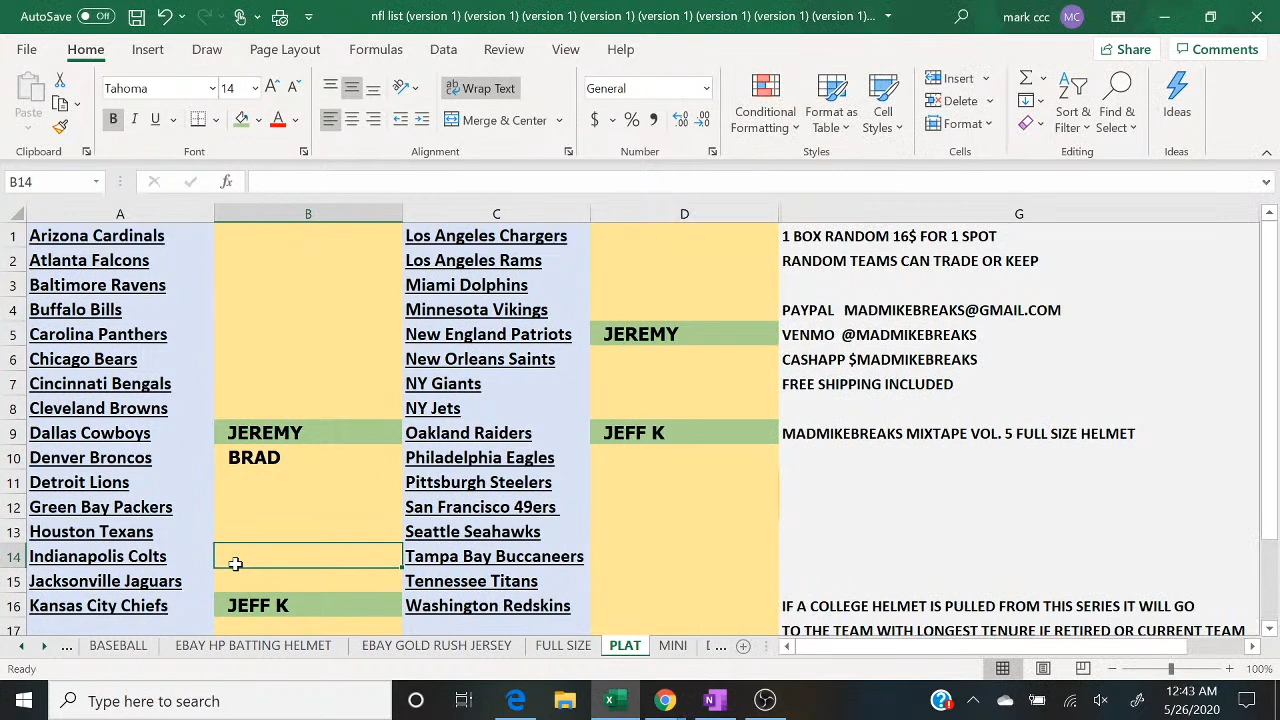 AutoSave Off nfl list (version 1) (version 1) (version 1) (version 1) (version 1) (version 1)... mark ccc MC
File Home Insert Draw Page Layout Formulas Data Review View Help Share Comments
Paste Tahoma 14 A A ab Wrap Text General Conditional Formatting Format as Table Cell Styles Insert Delete Format Sort & Filter Find & Select Ideas
B I U A Merge & Center $ % 9
Clipboard Font Alignment Number Styles Cells Editing Ideas
B14 fx
A B C D G
1 Arizona Cardinals Los Angeles Chargers 1 BOX RANDOM 16$ FOR 1 SPOT
2 Atlanta Falcons Los Angeles Rams RANDOM TEAMS CAN TRADE OR KEEP
3 Baltimore Ravens Miami Dolphins
4 Buffalo Bills Minnesota Vikings PAYPAL MADMIKEBREAKS@GMAIL.COM
5 Carolina Panthers New England Patriots JEREMY VENMO @MADMIKEBREAKS
6 Chicago Bears New Orleans Saints CASHAPP $MADMIKEBREAKS
7 Cincinnati Bengals NY Giants FREE SHIPPING INCLUDED
8 Cleveland Browns NY Jets
9 Dallas Cowboys JEREMY Oakland Raiders JEFF K MADMIKEBREAKS MIXTAPE VOL. 5 FULL SIZE HELMET
10 Denver Broncos BRAD Philadelphia Eagles
11 Detroit Lions Pittsburgh Steelers
12 Green Bay Packers San Francisco 49ers
13 Houston Texans Seattle Seahawks
14 Indianapolis Colts Tampa Bay Buccaneers
15 Jacksonville Jaguars Tennessee Titans
16 Kansas City Chiefs JEFF K Washington Redskins IF A COLLEGE HELMET IS PULLED FROM THIS SERIES IT WILL GO
17 TO THE TEAM WITH LONGEST TENURE IF RETIRED OR CURRENT TEAM
... BASEBALL EBAY HP BATTING HELMET EBAY GOLD RUSH JERSEY FULL SIZE PLAT MINI ...
Ready 100%
Type here to search 12:43 AM
5/26/2020